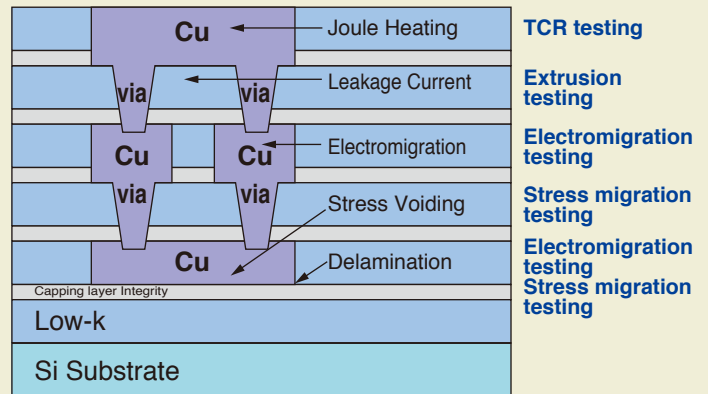 Cu
Joule Heating
TCR testing
via
via
Leakage Current
Extrusion
testing
Cu
Cu
Electromigration
Electromigration
testing
via
via
Stress Voiding
Stress migration
testing
Cu
Delamination
Electromigration
testing
Capping layer Integrity
Stress migration
testing
Low-k
Si Substrate